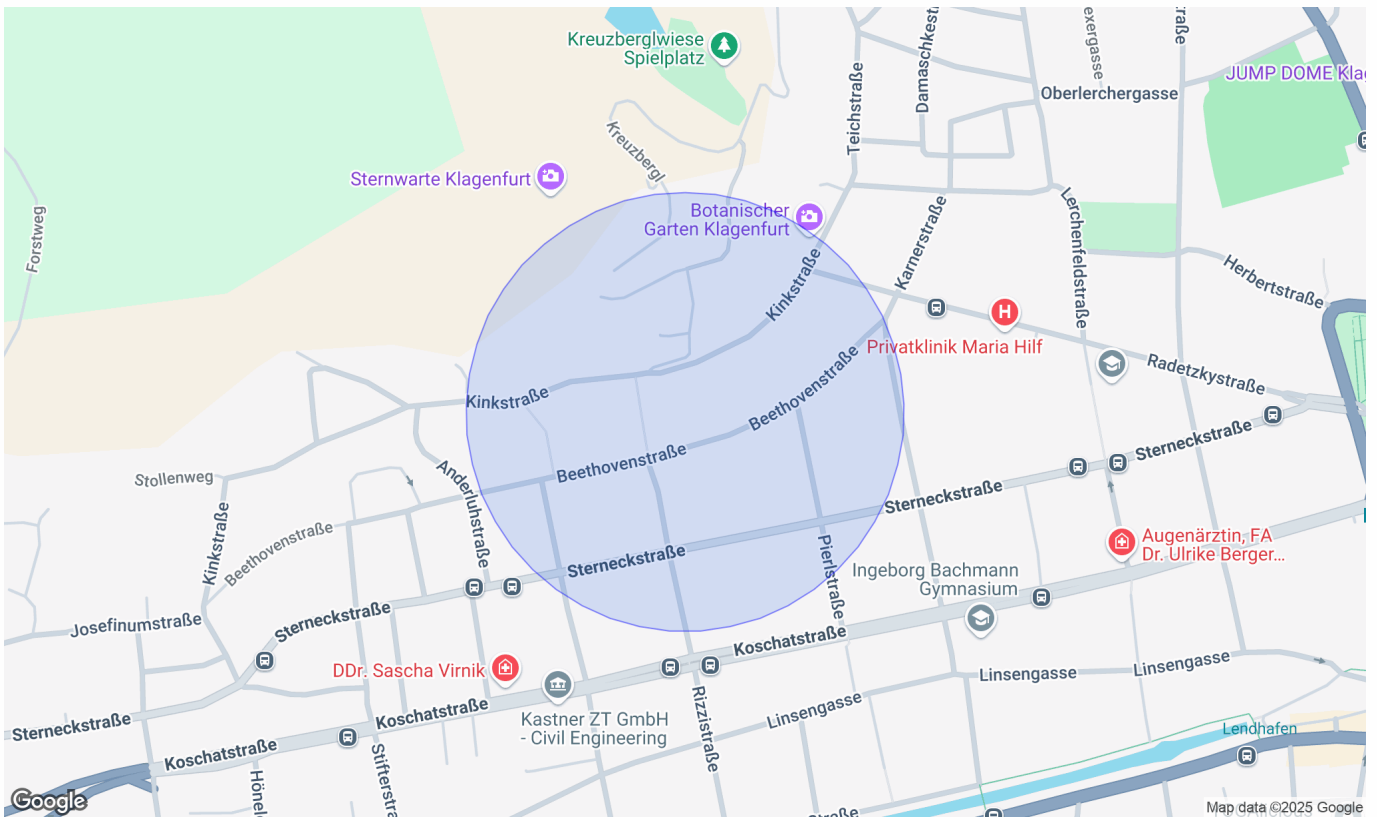 Kreuzberglwiese
Spielplatz
Teichstraße
JUMP DOME
Oberlerchergasse
Kreuzbergl
Sternwarte Klagenfurt
Botanischer
Garten Klagenfurt
Forstweg
Karnerstraße
Lerchenfeldstraße
Herbertstraße
Kinkstraße
Privatklinik Maria Hilf
Radetzkystraße
Beethovenstraße
Kinkstraße
Sterneckstraße
Beethovenstraße
Stollenweg
Anderluhstraße
Sterneckstraße
Kinkstraße
Beethovenstraße
Augenärztin, FA
Dr. Ulrike Berger...
Sterneckstraße
Pierlstraße
Ingeborg Bachmann
Gymnasium
Josefinumstraße
Sterneckstraße
Koschatstraße
DDr. Sascha Virnik
Linsengasse
Linsengasse
Kastner ZT GmbH
- Civil Engineering
Koschatstraße
Rizzistraße
Linsengasse
Sterneckstraße
Koschatstraße
Lendhafen
Google
Map data ©2025 Google